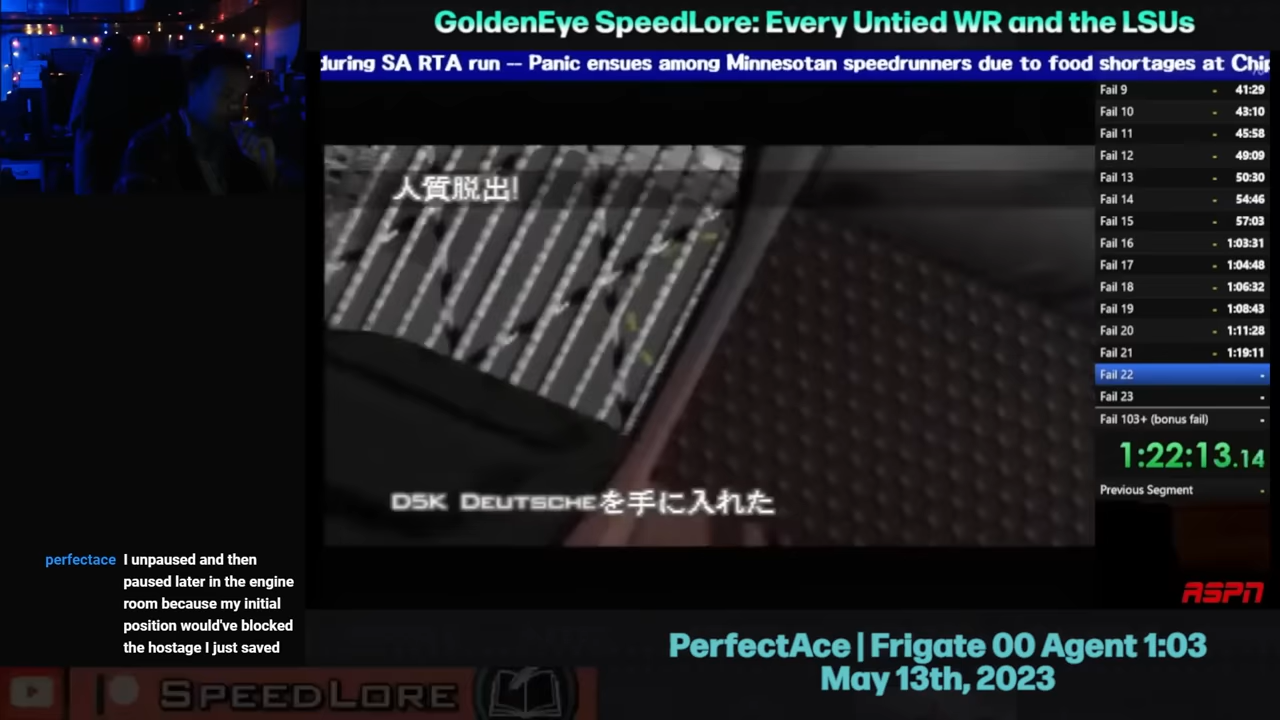 GoldenEye SpeedLore: Every Untied WR and the LSUs
during SA RTA run -- Panic ensues among Minnesotan speedrunners due to food shortages at Chip
Fail 9 - 41:29
Fail 10 - 43:10
Fail 11 - 45:58
Fail 12 - 49:09
Fail 13 - 50:30
Fail 14 - 54:46
Fail 15 - 57:03
Fail 16 - 1:03:31
Fail 17 - 1:04:48
Fail 18 - 1:06:32
Fail 19 - 1:08:43
Fail 20 - 1:11:28
Fail 21 - 1:19:11
Fail 22 -
Fail 23 -
Fail 103+ (bonus fail) -
1:22:13.14
Previous Segment -
人質脱出!
D5K DEUTSCHEを手に入れた
perfectace I unpaused and then
paused later in the engine
room because my initial
position would've blocked
the hostage I just saved
ASPN
PerfectAce | Frigate 00 Agent 1:03
May 13th, 2023
SPEEDLORE